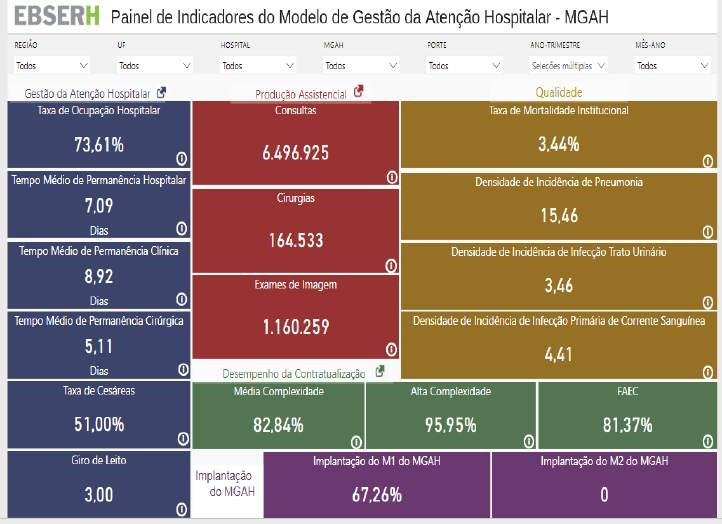 EBSERH Painel de Indicadores do Modelo de Gestão da Atenção Hospitalar - MGAH
REGIÃO UF HOSPITAL MGAH PORTE ANO-TRIMESTRE MÊS-ANO
Todos Todos Todos Todos Todos Seleções múltiplas Todos
Gestão da Atenção Hospitalar
Taxa de Ocupação Hospitalar
73,61%
Tempo Médio de Permanência Hospitalar
7,09
Dias
Tempo Médio de Permanência Clínica
8,92
Dias
Tempo Médio de Permanência Cirúrgica
5,11
Dias
Taxa de Cesáreas
51,00%
Giro de Leito
3,00
Produção Assistencial
Consultas
6.496.925
Cirurgias
164.533
Exames de Imagem
1.160.259
Qualidade
Taxa de Mortalidade Institucional
3,44%
Densidade de Incidência de Pneumonia
15,46
Densidade de Incidência de Infecção Trato Urinário
3,46
Densidade de Incidência de Infecção Primária de Corrente Sanguínea
4,41
Desempenho da Contratualização
Média Complexidade
82,84%
Alta Complexidade
95,95%
FAEC
81,37%
Implantação
do MGAH
Implantação do M1 do MGAH
67,26%
Implantação do M2 do MGAH
0